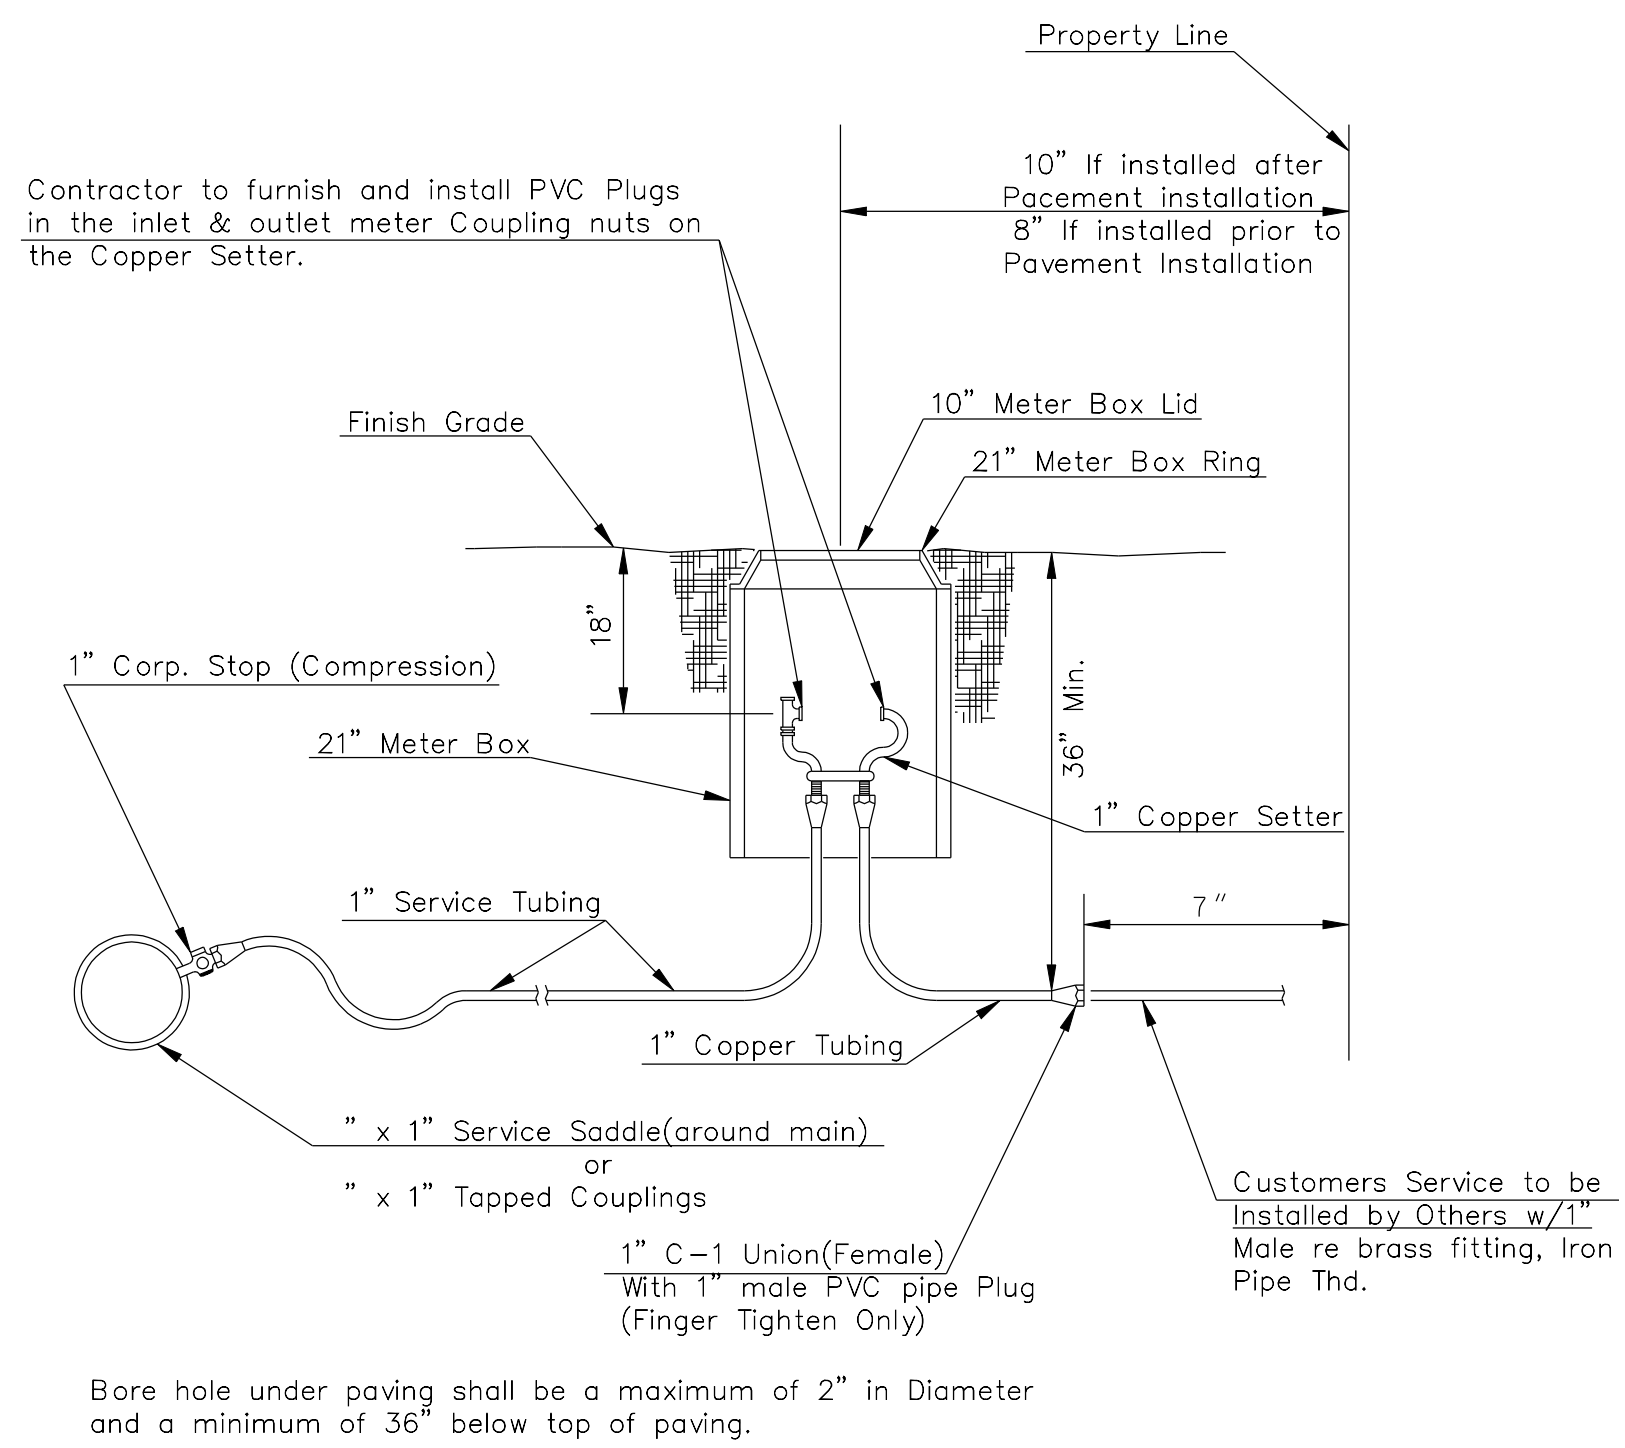 Property Line
10" If installed after
Pacement installation
8" If installed prior to
Pavement Installation
Contractor to furnish and install PVC Plugs
in the inlet & outlet meter Coupling nuts on
the Copper Setter.
10" Meter Box Lid
Finish Grade
21" Meter Box Ring
18"
1" Corp. Stop (Compression)
36" Min.
21" Meter Box
1" Copper Setter
1" Service Tubing
7"
1" Copper Tubing
" x 1" Service Saddle(around main)
or
" x 1" Tapped Couplings
Customers Service to be
Installed by Others w/1"
Male re brass fitting, Iron
Pipe Thd.
1" C-1 Union(Female)
With 1" male PVC pipe Plug
(Finger Tighten Only)
Bore hole under paving shall be a maximum of 2" in Diameter
and a minimum of 36" below top of paving.